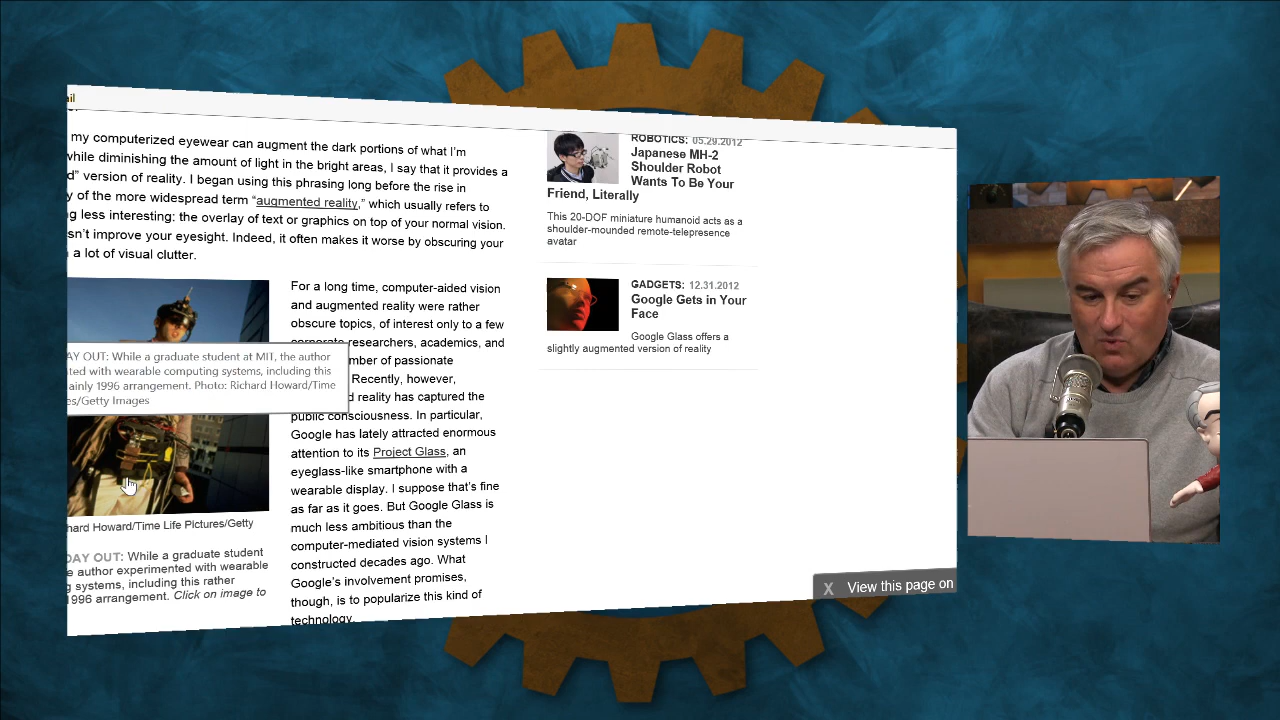 ail
my computerized eyewear can augment the dark portions of what I'm
while diminishing the amount of light in the bright areas, I say that it provides a
d" version of reality. I began using this phrasing long before the rise in
y of the more widespread term "augmented reality," which usually refers to
g less interesting: the overlay of text or graphics on top of your normal vision.
sn't improve your eyesight. Indeed, it often makes it worse by obscuring your
a lot of visual clutter.
DAY OUT: While a graduate student at MIT, the author
ted with wearable computing systems, including this
ainly 1996 arrangement. Photo: Richard Howard/Time
es/Getty Images
hard Howard/Time Life Pictures/Getty
DAY OUT: While a graduate student
e author experimented with wearable
g systems, including this rather
1996 arrangement. Click on image to
For a long time, computer-aided vision
and augmented reality were rather
obscure topics, of interest only to a few
corporate researchers, academics, and
mber of passionate
Recently, however,
d reality has captured the
public consciousness. In particular,
Google has lately attracted enormous
attention to its Project Glass, an
eyeglass-like smartphone with a
wearable display. I suppose that's fine
as far as it goes. But Google Glass is
much less ambitious than the
computer-mediated vision systems I
constructed decades ago. What
Google's involvement promises,
though, is to popularize this kind of
technology.
ROBOTICS: 05.29.2012
Japanese MH-2
Shoulder Robot
Wants To Be Your
Friend, Literally
This 20-DOF miniature humanoid acts as a
shoulder-mounted remote-telepresence
avatar
GADGETS: 12.31.2012
Google Gets in Your
Face
Google Glass offers a
slightly augmented version of reality
X View this page on